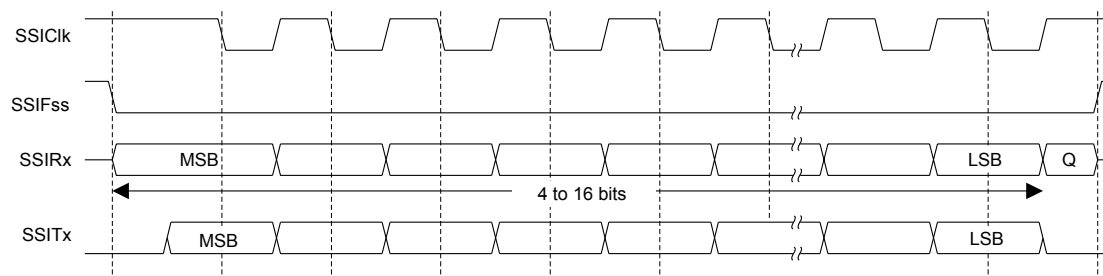 SSIClk
SSIFss
SSIRx MSB LSB Q
4 to 16 bits
SSITx MSB LSB